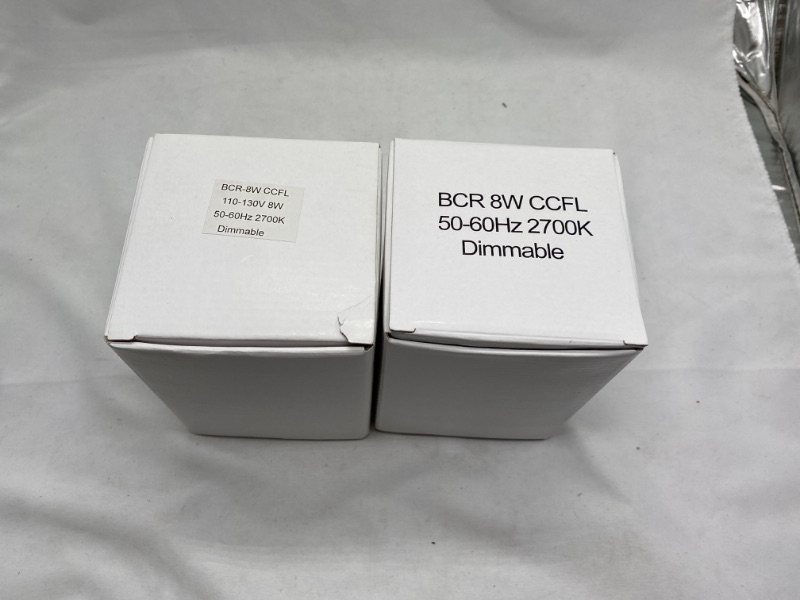 BCR-8W CCFL
110-130V 8W
50-60Hz 2700K
Dimmable
BCR 8W CCFL
50-60Hz 2700K
Dimmable